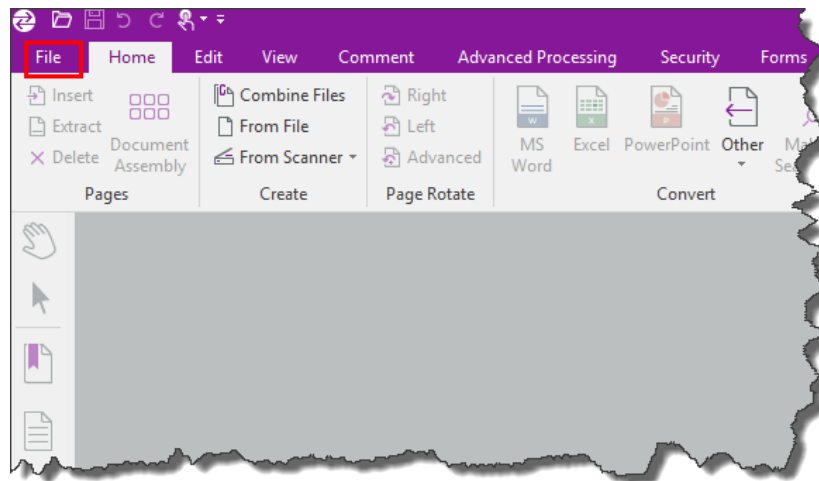 File Home Edit View Comment Advanced Processing Security Forms
Insert
Extract
Delete
Document
Assembly
Pages
Combine Files
From File
From Scanner
Create
Right
Left
Advanced
Page Rotate
W
MS
Word
X
Excel
P
PowerPoint
Other
Convert